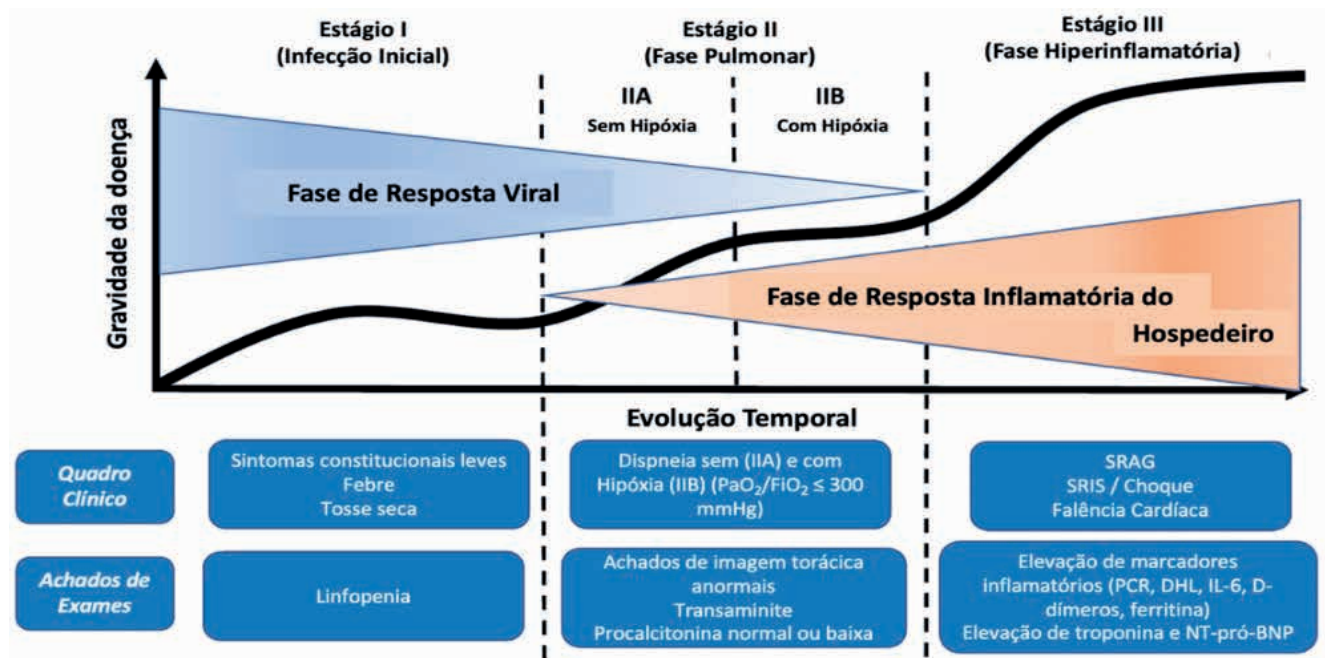 Estágio I
(Infecção Inicial)
Estágio II
(Fase Pulmonar)
Estágio III
(Fase Hiperinflamatória)
IIA
Sem Hipóxia
IIB
Com Hipóxia
Gravidade da doença
Fase de Resposta Viral
Fase de Resposta Inflamatória do
Hospedeiro
Evolução Temporal
Quadro
Clínico
Sintomas constitucionais leves
Febre
Tosse seca
Dispneia sem (IIA) e com
Hipóxia (IIB) (PaO₂/FiO₂ ≤ 300
mmHg)
SRAG
SRIS / Choque
Falência Cardíaca
Achados de
Exames
Linfopenia
Achados de imagem torácica
anormais
Transaminite
Procalcitonina normal ou baixa
Elevação de marcadores
inflamatórios (PCR, DHL, IL-6, D-
dímeros, ferritina)
Elevação de troponina e NT-pró-BNP